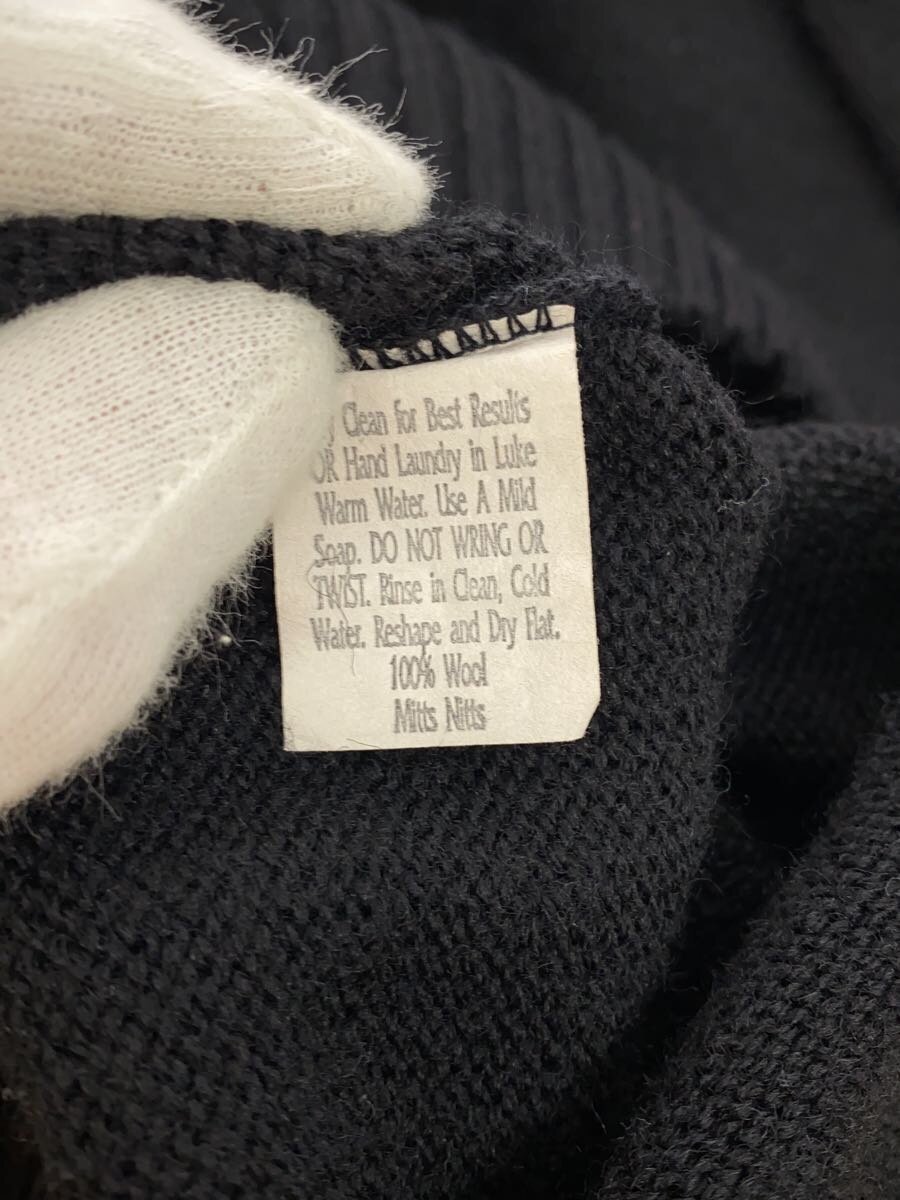 Clean for Best Results
OR Hand Laundry in Luke
Warm Water. Use A Mild
Soap. DO NOT WRING OR
TWIST. Rinse in Clean, Cold
Water. Reshape and Dry Flat.
100% Wool
Mitts Nitts